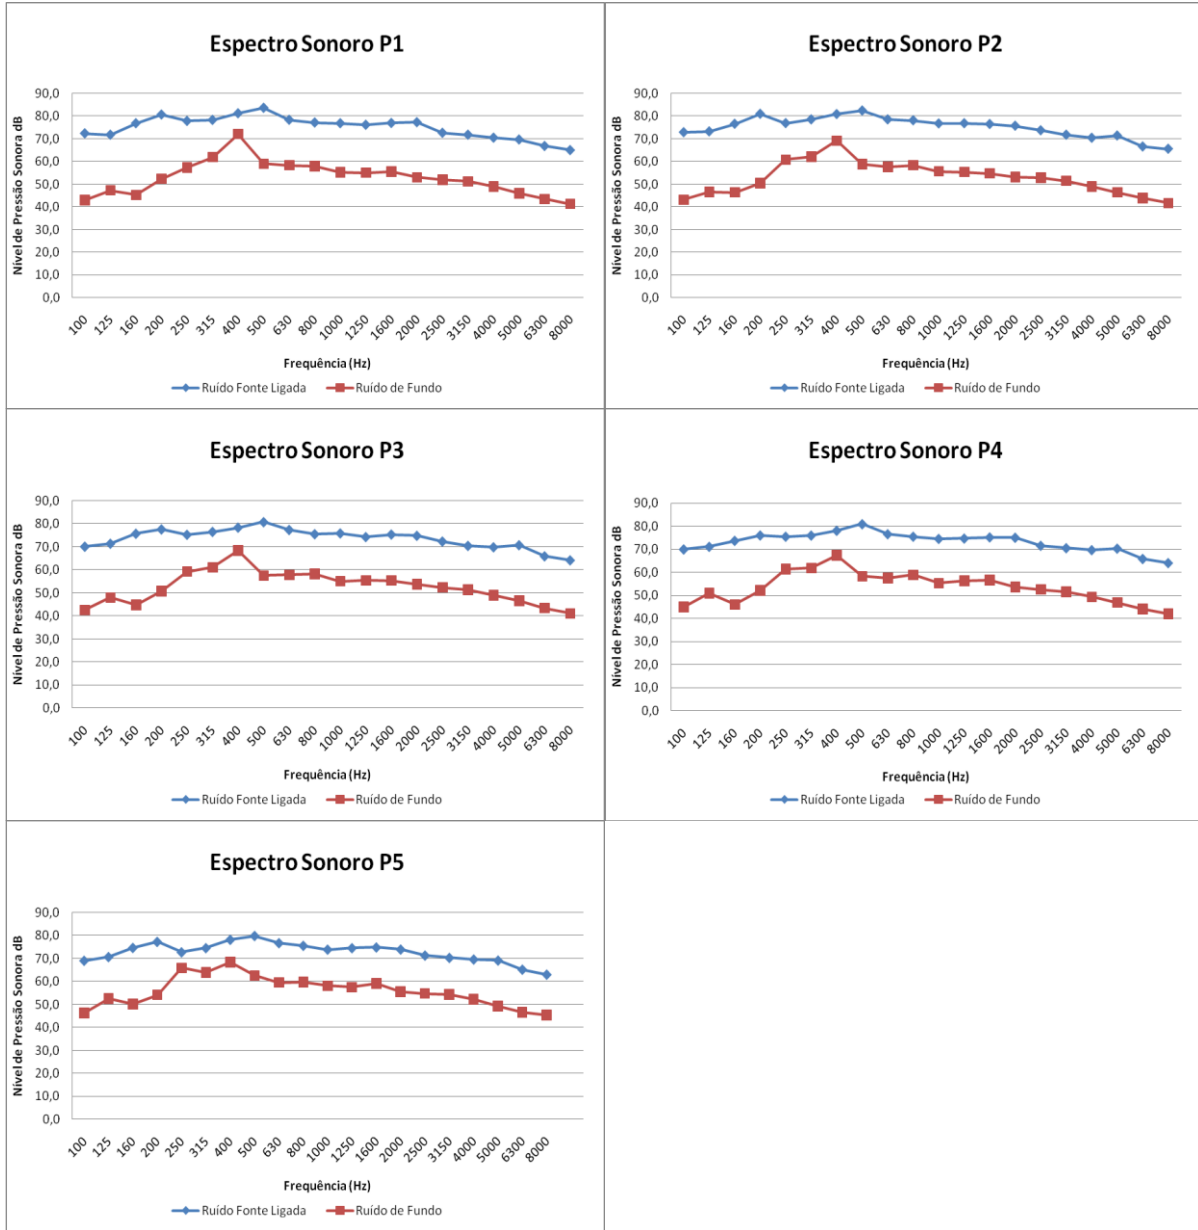 Espectro Sonoro P1
Nível de Pressão Sonora dB
90,0
80,0
70,0
60,0
50,0
40,0
30,0
20,0
10,0
0,0
100 125 160 200 250 315 400 500 630 800 1000 1250 1600 2000 2500 3150 4000 5000 6300 8000
Frequência (Hz)
Ruído Fonte Ligada Ruído de Fundo
Espectro Sonoro P2
Nível de Pressão Sonora dB
90,0
80,0
70,0
60,0
50,0
40,0
30,0
20,0
10,0
0,0
100 125 160 200 250 315 400 500 630 800 1000 1250 1600 2000 2500 3150 4000 5000 6300 8000
Frequência (Hz)
Ruído Fonte Ligada Ruído de Fundo
Espectro Sonoro P3
Nível de Pressão Sonora dB
90,0
80,0
70,0
60,0
50,0
40,0
30,0
20,0
10,0
0,0
100 125 160 200 250 315 400 500 630 800 1000 1250 1600 2000 2500 3150 4000 5000 6300 8000
Frequência (Hz)
Ruído Fonte Ligada Ruído de Fundo
Espectro Sonoro P4
Nível de Pressão Sonora dB
90,0
80,0
70,0
60,0
50,0
40,0
30,0
20,0
10,0
0,0
100 125 160 200 250 315 400 500 630 800 1000 1250 1600 2000 2500 3150 4000 5000 6300 8000
Frequência (Hz)
Ruído Fonte Ligada Ruído de Fundo
Espectro Sonoro P5
Nível de Pressão Sonora dB
90,0
80,0
70,0
60,0
50,0
40,0
30,0
20,0
10,0
0,0
100 125 160 200 250 315 400 500 630 800 1000 1250 1600 2000 2500 3150 4000 5000 6300 8000
Frequência (Hz)
Ruído Fonte Ligada Ruído de Fundo